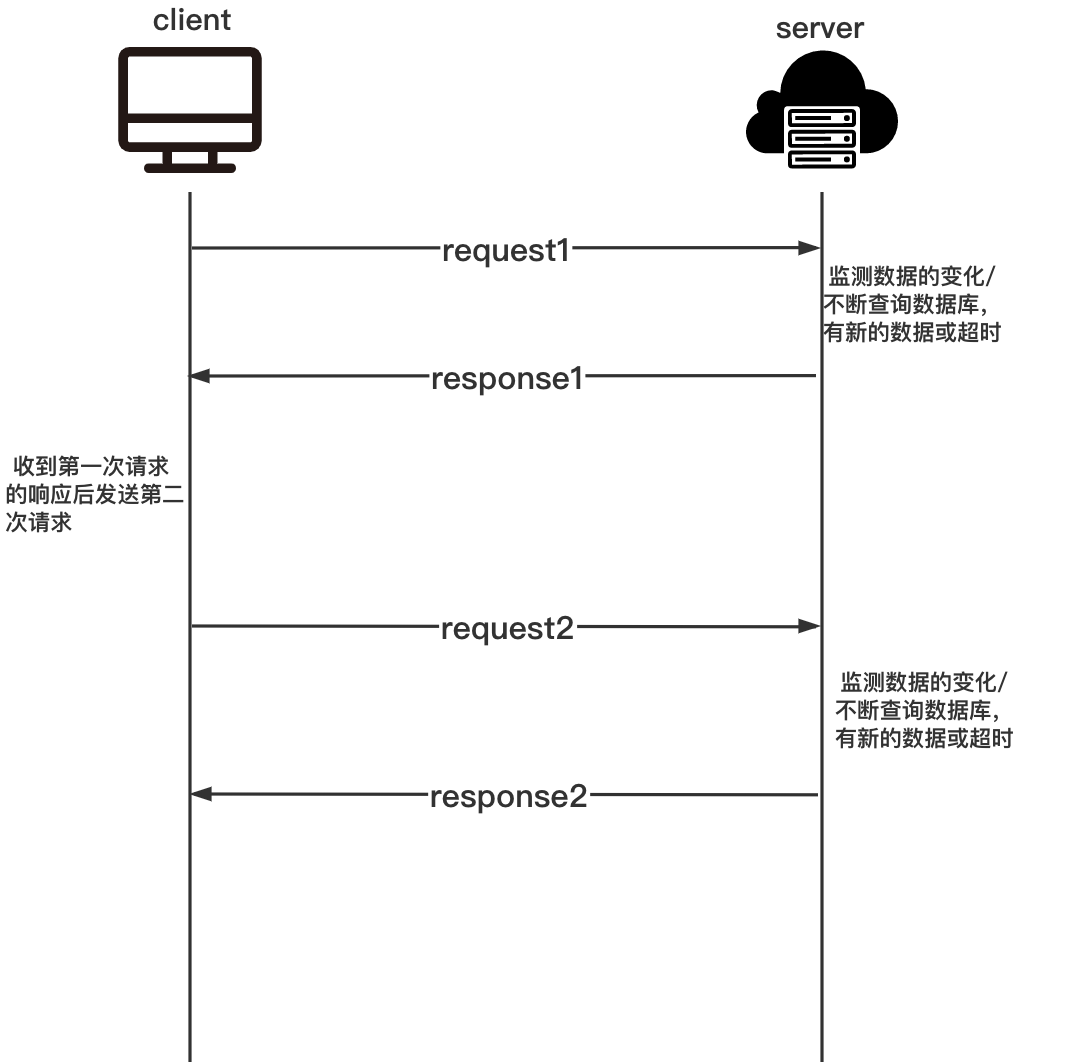 client
server
request1
监测数据的变化/
不断查询数据库，
有新的数据或超时
response1
收到第一次请求
的响应后发送第二
次请求
request2
监测数据的变化/
不断查询数据库，
有新的数据或超时
response2